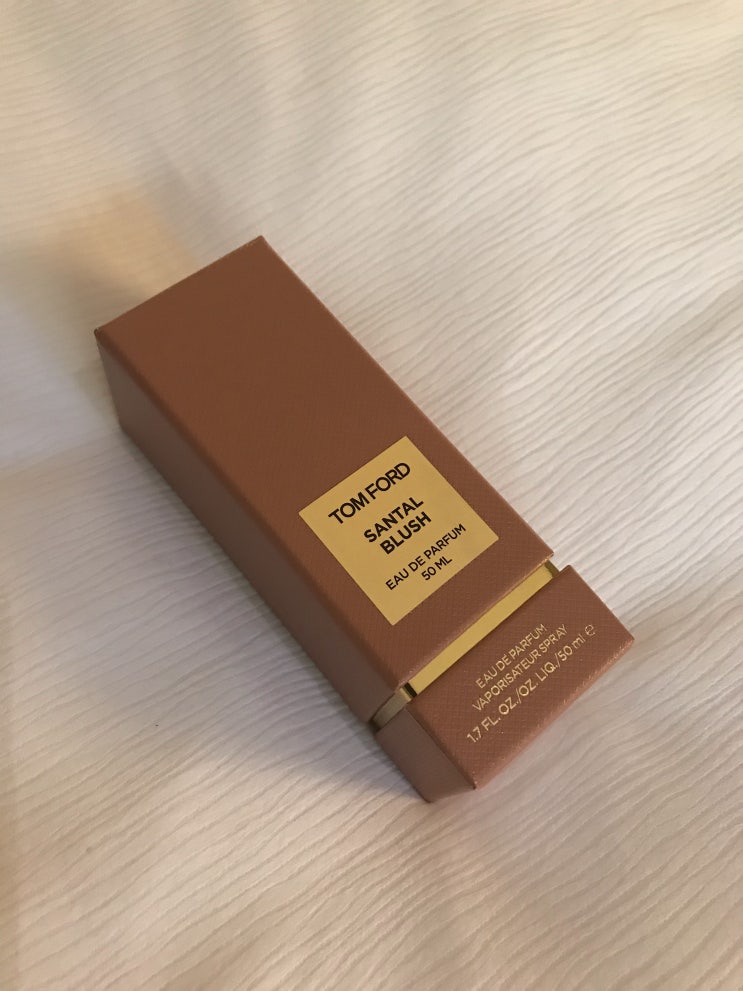 TOM FORD
SANTAL
BLUSH
EAU DE PARFUM
50 ML
EAU DE PARFUM
VAPORISATEUR SPRAY
1.7 FL. OZ./OZ. LIQ./50 ml ℮